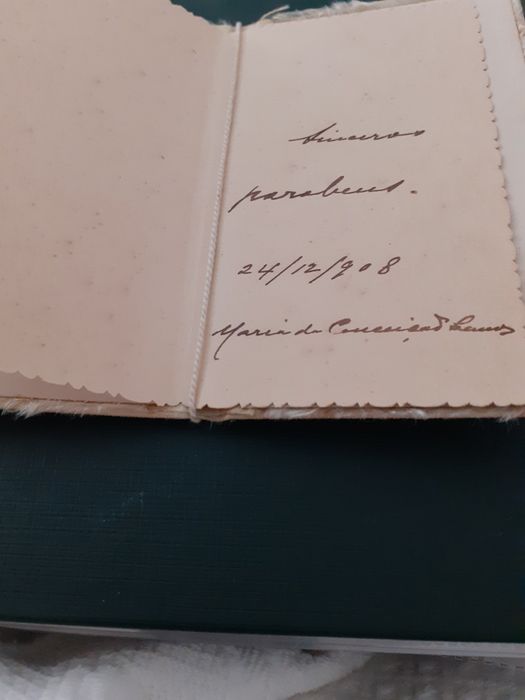 Sinceros
parabens.
24/12/908
Maria da Conceição Lemos